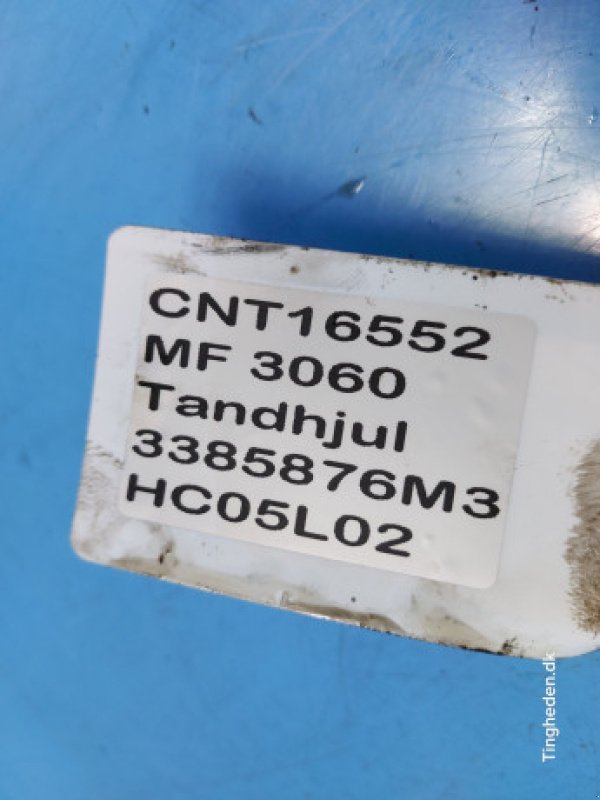 CNT16552
MF 3060
Tandhjul
3385876M3
HC05L02
Tingheden.dk